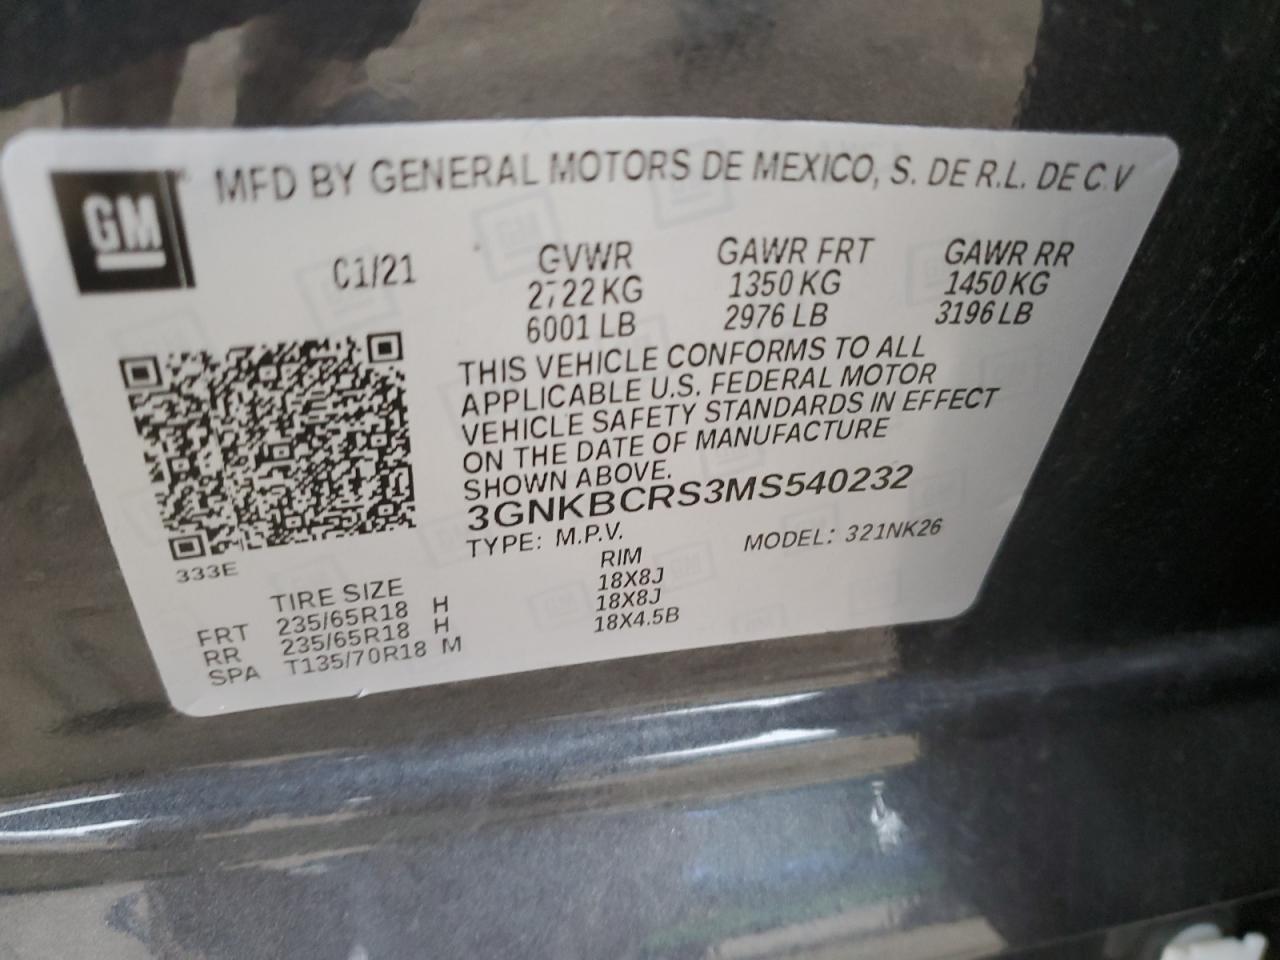 GM
MFD BY GENERAL MOTORS DE MEXICO, S. DE R.L. DE C.V
01/21
GVWR GAWR FRT GAWR RR
2722 KG 1350 KG 1450 KG
6001 LB 2976 LB 3196 LB
THIS VEHICLE CONFORMS TO ALL
APPLICABLE U.S. FEDERAL MOTOR
VEHICLE SAFETY STANDARDS IN EFFECT
ON THE DATE OF MANUFACTURE
SHOWN ABOVE.
3GNKBCRS3MS540232
TYPE: M.P.V. MODEL: 321NK26
333E
TIRE SIZE RIM
FRT 235/65R18 H 18X8J
RR 235/65R18 H 18X8J
SPA T135/70R18 M 18X4.5B